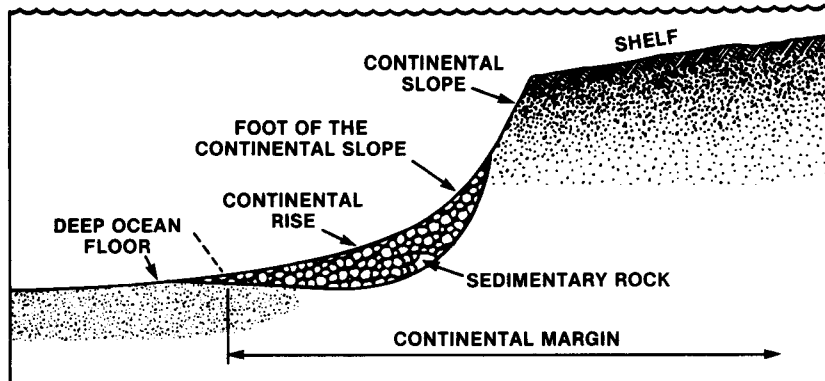 SHELF
CONTINENTAL
SLOPE
FOOT OF THE
CONTINENTAL SLOPE
CONTINENTAL
RISE
DEEP OCEAN
FLOOR
SEDIMENTARY ROCK
CONTINENTAL MARGIN